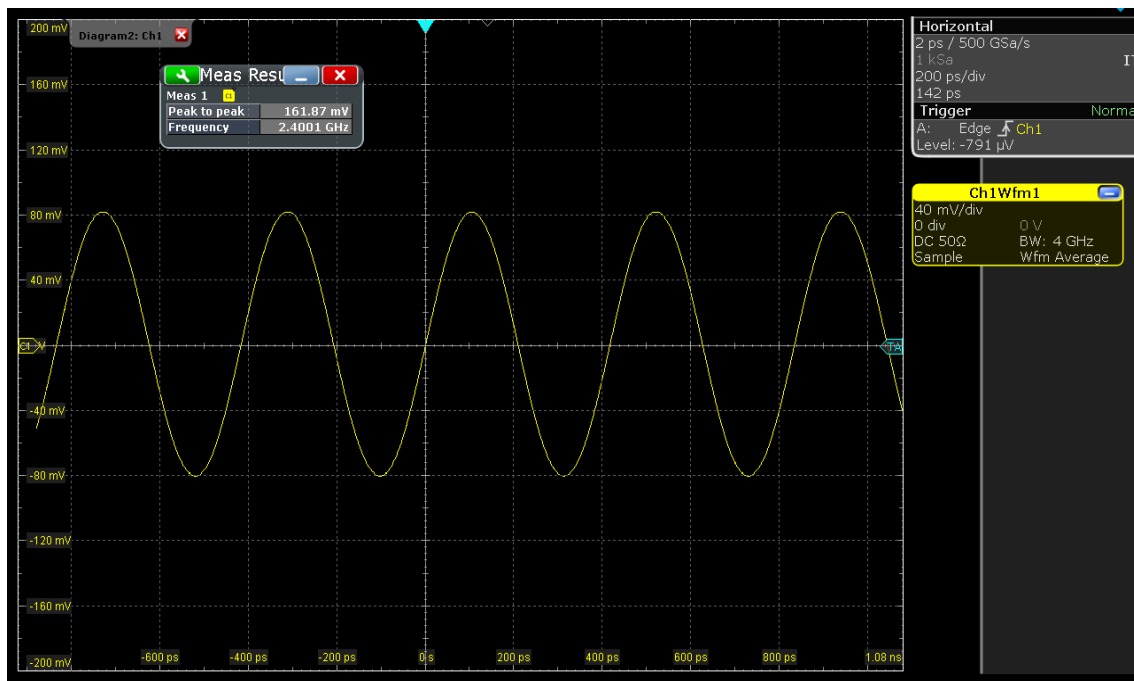 200 mV
Diagram2: Ch1
160 mV
Meas Resu
Meas 1 C1
Peak to peak 161.87 mV
Frequency 2.4001 GHz
120 mV
80 mV
40 mV
C1 V
TA
-40 mV
-80 mV
-120 mV
-160 mV
-200 mV
-600 ps -400 ps -200 ps 0 s 200 ps 400 ps 600 ps 800 ps 1.08 ns
Horizontal
2 ps / 500 GSa/s
1 kSa IT
200 ps/div
142 ps
Trigger Norma
A: Edge Ch1
Level: -791 µV
Ch1Wfm1
40 mV/div
0 div 0 V
DC 50Ω BW: 4 GHz
Sample Wfm Average